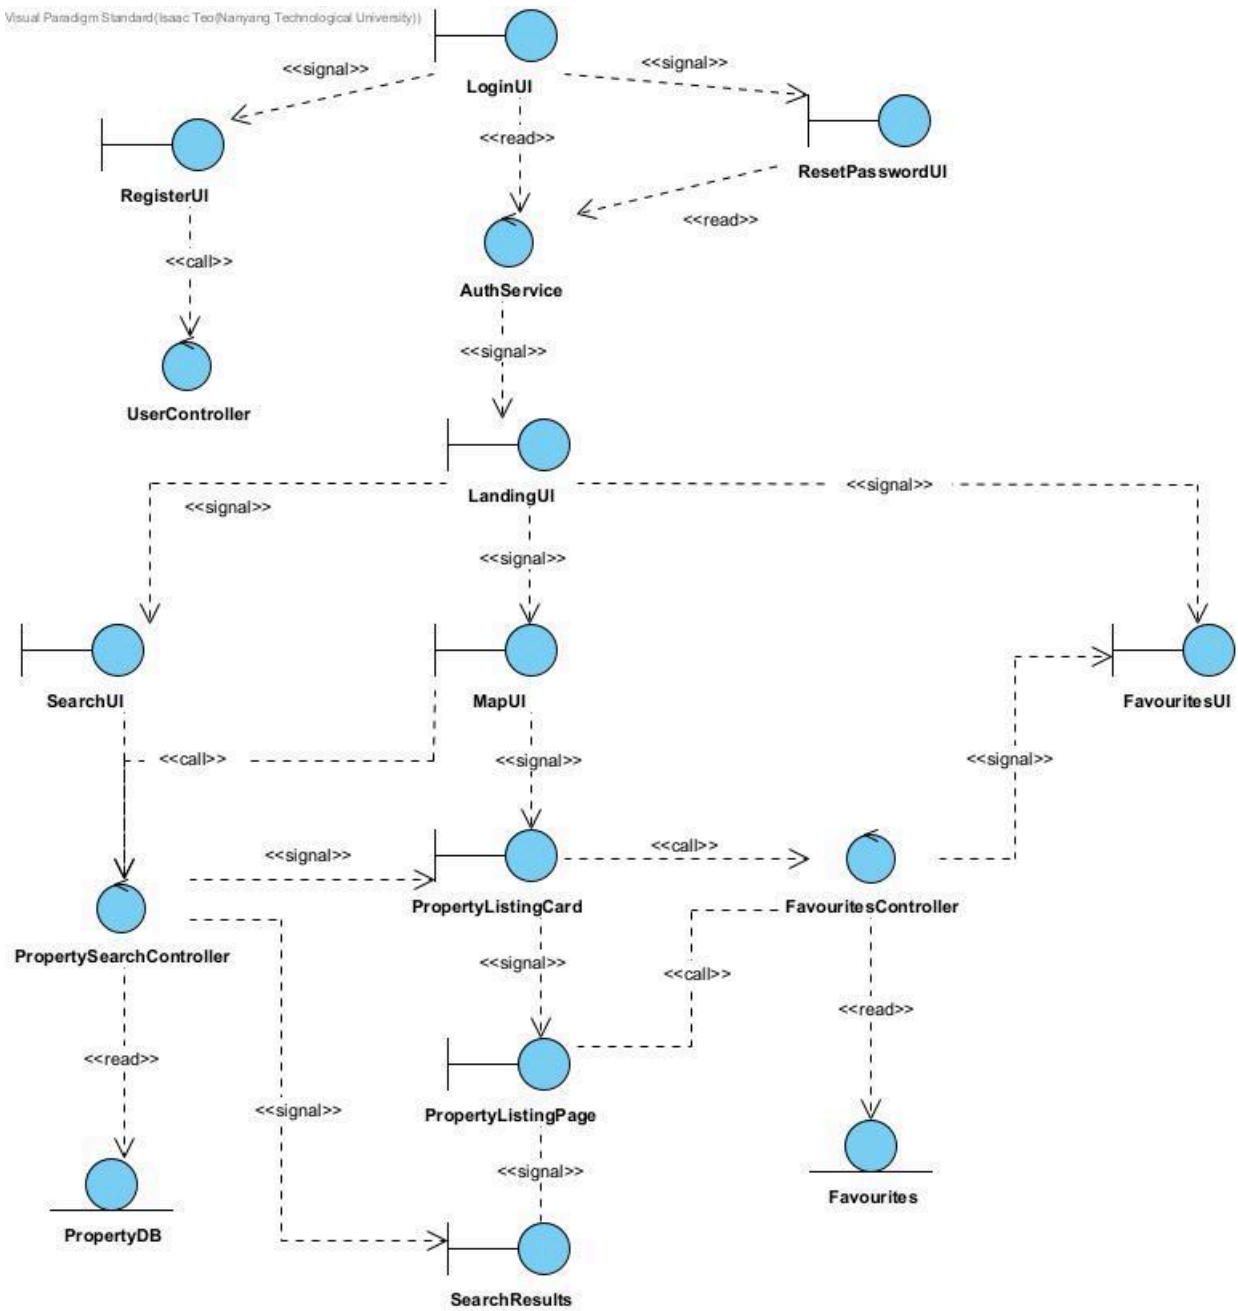 Visual Paradigm Standard(Isaac Teo(Nanyang Technological University))
<<signal>>
<<signal>>
LoginUI
<<read>>
ResetPasswordUI
RegisterUI
<<read>>
<<call>>
AuthService
<<signal>>
UserController
LandingUI
<<signal>>
<<signal>>
<<signal>>
SearchUI
MapUI
FavouritesUI
<<call>>
<<signal>>
<<signal>>
<<signal>>
<<call>>
PropertyListingCard
FavouritesController
PropertySearchController
<<signal>>
<<call>>
<<read>>
<<read>>
<<signal>>
PropertyListingPage
<<signal>>
Favourites
PropertyDB
SearchResults